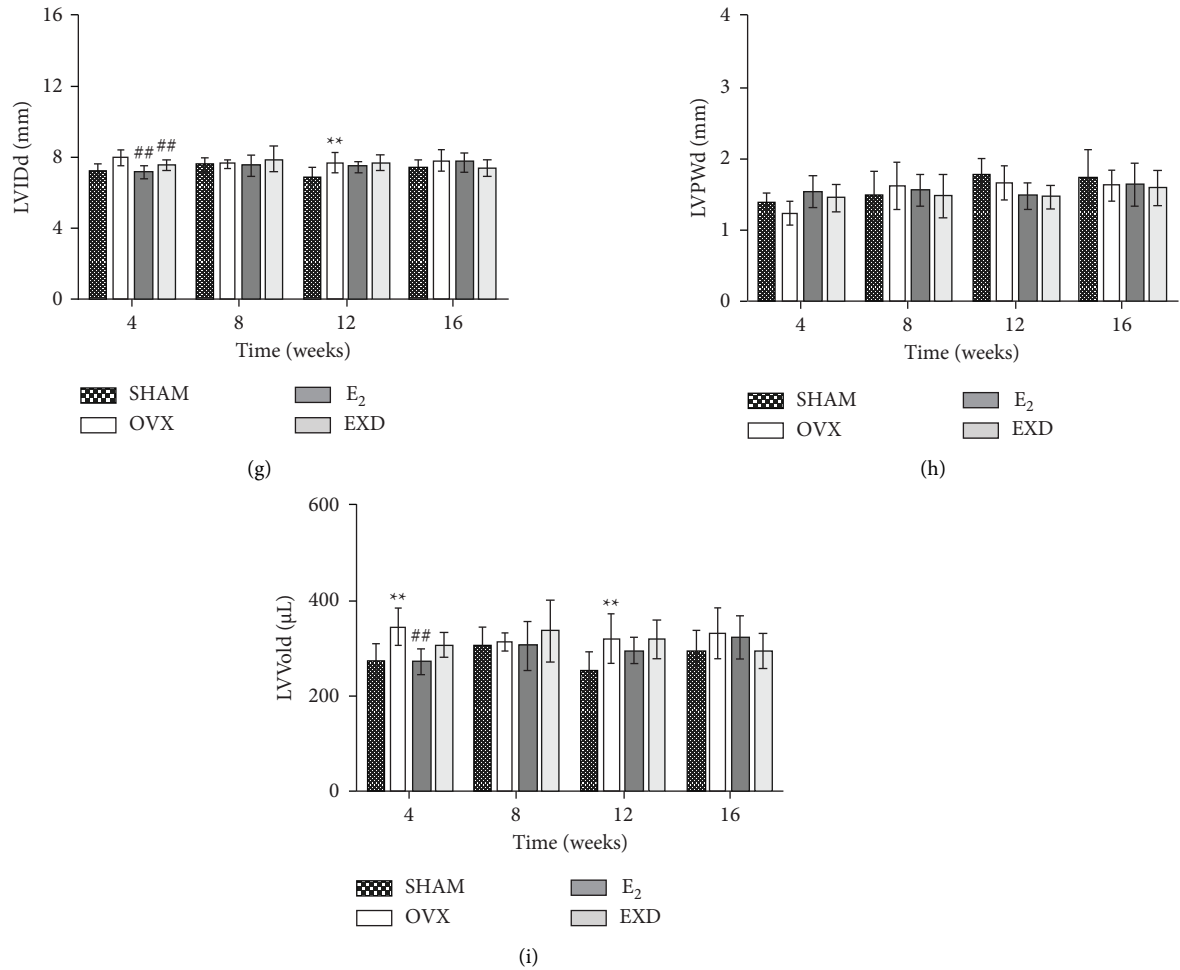 16
12
8
4
0
LVIDd (mm)
##
##
**
4
8
12
16
Time (weeks)
SHAM
E2
OVX
EXD
(g)
4
3
2
1
0
LVPWd (mm)
4
8
12
16
Time (weeks)
SHAM
E2
OVX
EXD
(h)
600
400
200
0
LVVold (μL)
**
##
**
4
8
12
16
Time (weeks)
SHAM
E2
OVX
EXD
(i)